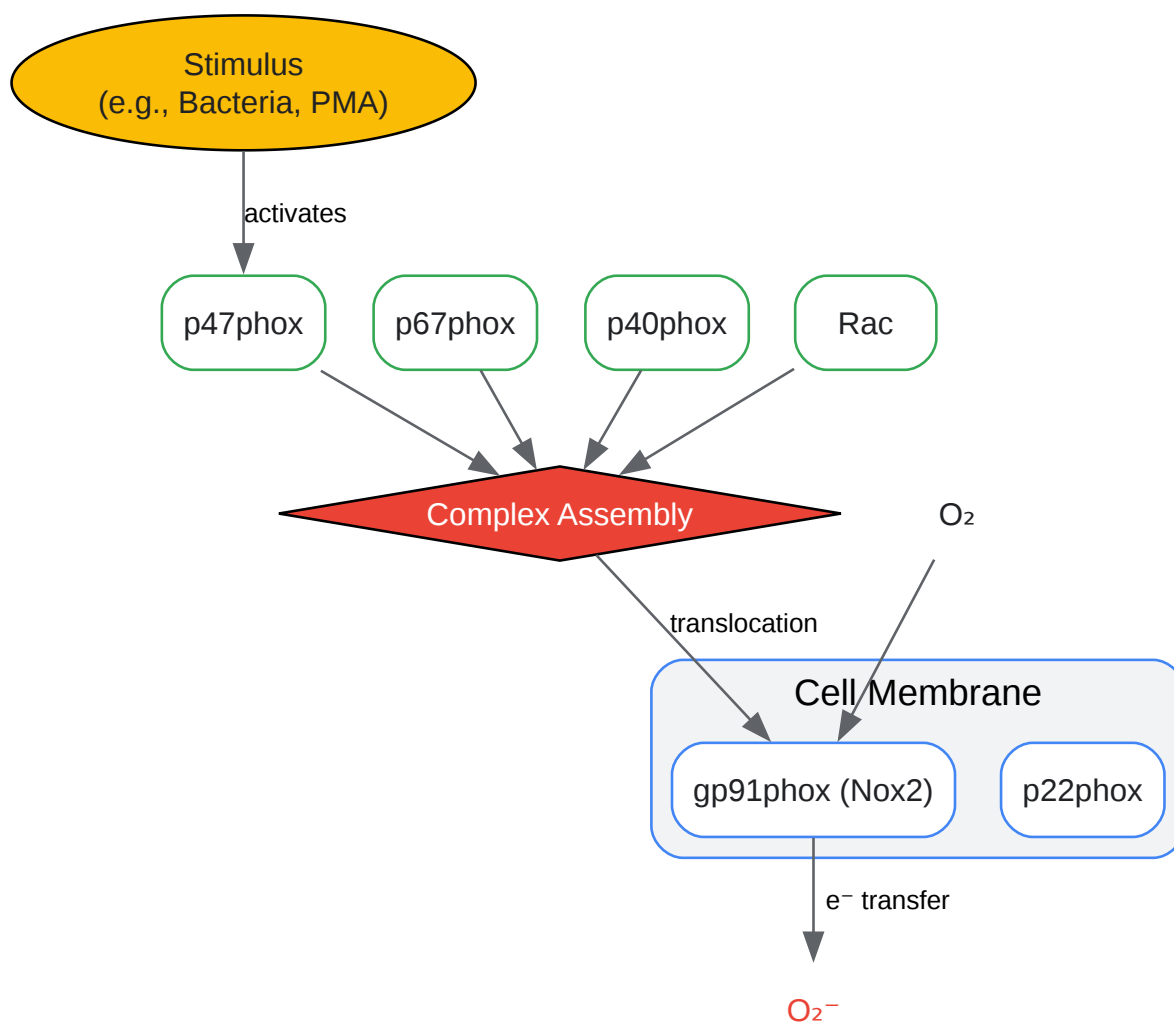 Stimulus
(e.g., Bacteria, PMA)
activates
p47phox
p67phox
p40phox
Rac
Complex Assembly
O₂
translocation
Cell Membrane
gp91phox (Nox2)
p22phox
e⁻ transfer
O₂⁻